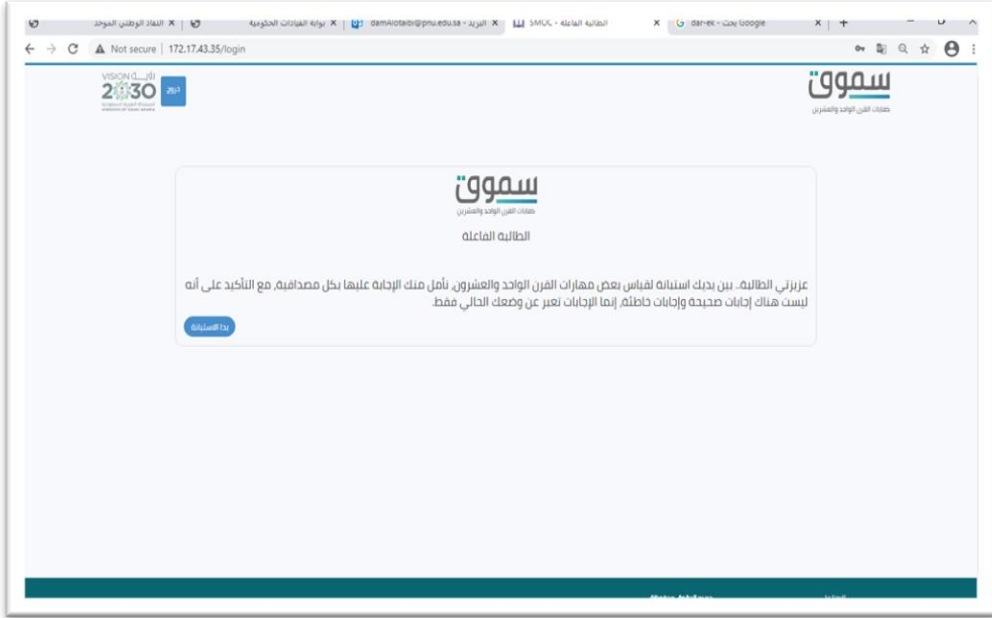 النفاذ الوطني الموحد
بوابة القيادات الحكومية
البريد - damAlotaibi@pnu.edu.sa
الطالبة الفاعلة - SMOC
dar-ek - بحث Google
Not secure | 172.17.43.35/login
VISION رؤيـــة
2030
خروج
سموق
مهارات القرن الواحد والعشرين
سموق
مهارات القرن الواحد والعشرين
الطالبة الفاعلة
عزيزتي الطالبة.. بين يديك استبانة لقياس بعض مهارات القرن الواحد والعشرون، نأمل منك الإجابة عليها بكل مصداقية، مع التأكيد على أنه
ليست هناك إجابات صحيحة وإجابات خاطئة، إنما الإجابات تعبر عن وضعك الحالي فقط.
بدأ الاستبانة